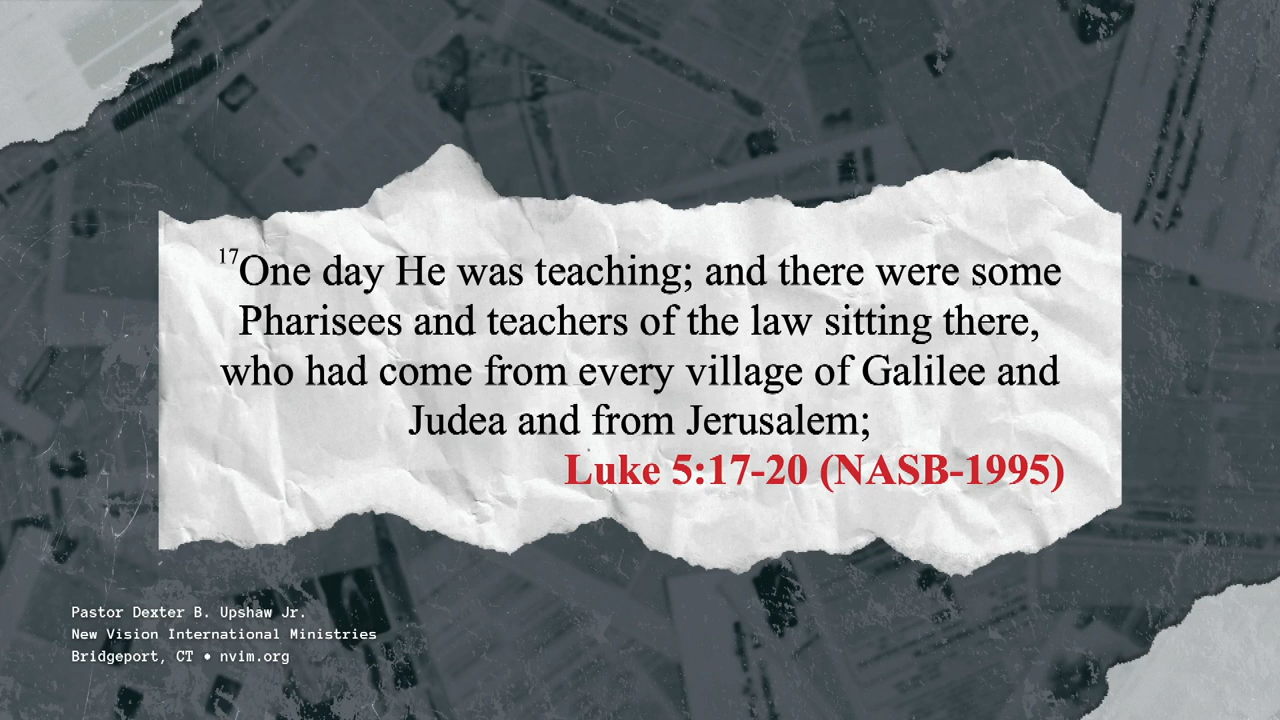 17One day He was teaching; and there were some
Pharisees and teachers of the law sitting there,
who had come from every village of Galilee and
Judea and from Jerusalem;
Luke 5:17-20 (NASB-1995)
Pastor Dexter B. Upshaw Jr.
New Vision International Ministries
Bridgeport, CT • nvim.org